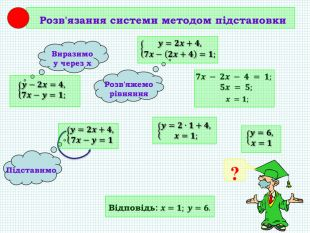 Розв'язання системи методом підстановки
Виразимо
у через х
{y − 2x = 4,
7x − y = 1;
{y = 2x + 4,
7x − (2x + 4) = 1;
Розв'яжемо
рівняння
7x − 2x − 4 = 1;
5x = 5;
x = 1;
{y = 2x + 4,
7x − y = 1
Підставимо
{y = 2 · 1 + 4,
x = 1;
{y = 6,
x = 1
?
Відповідь: x = 1; y = 6.